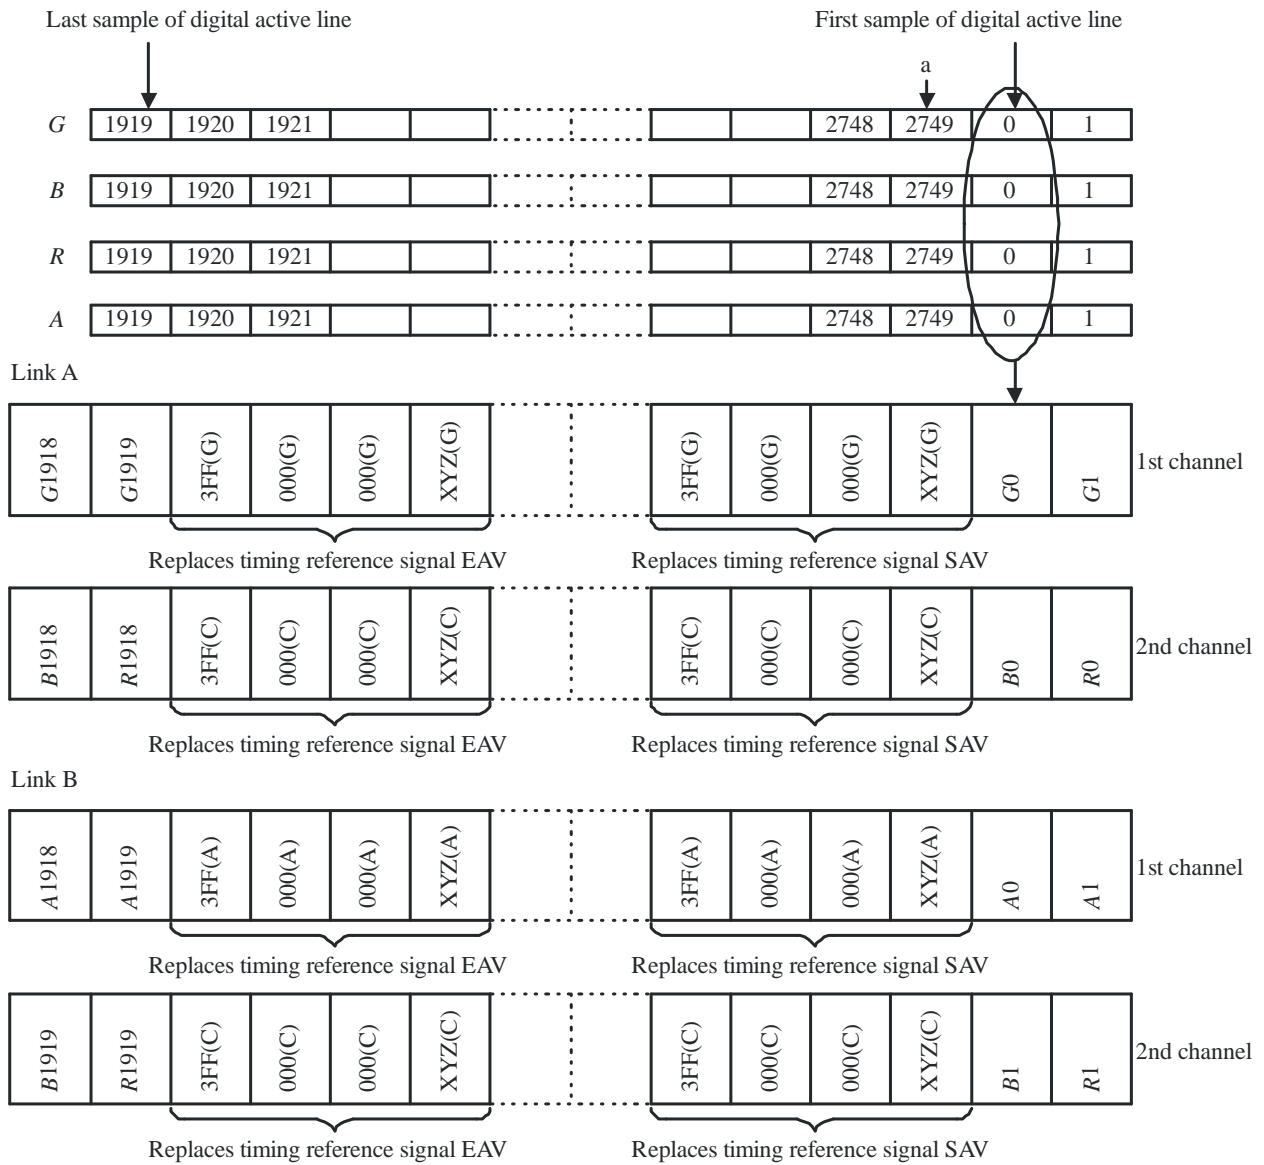 Last sample of digital active line
First sample of digital active line
a
G 1919 1920 1921 2748 2749 0 1
B 1919 1920 1921 2748 2749 0 1
R 1919 1920 1921 2748 2749 0 1
A 1919 1920 1921 2748 2749 0 1
Link A
G1918 G1919 3FF(G) 000(G) 000(G) XYZ(G) 3FF(G) 000(G) 000(G) XYZ(G) G0 G1 1st channel
Replaces timing reference signal EAV Replaces timing reference signal SAV
B1918 R1918 3FF(C) 000(C) 000(C) XYZ(C) 3FF(C) 000(C) 000(C) XYZ(C) B0 R0 2nd channel
Replaces timing reference signal EAV Replaces timing reference signal SAV
Link B
A1918 A1919 3FF(A) 000(A) 000(A) XYZ(A) 3FF(A) 000(A) 000(A) XYZ(A) A0 A1 1st channel
Replaces timing reference signal EAV Replaces timing reference signal SAV
B1919 R1919 3FF(C) 000(C) 000(C) XYZ(C) 3FF(C) 000(C) 000(C) XYZ(C) B1 R1 2nd channel
Replaces timing reference signal EAV Replaces timing reference signal SAV